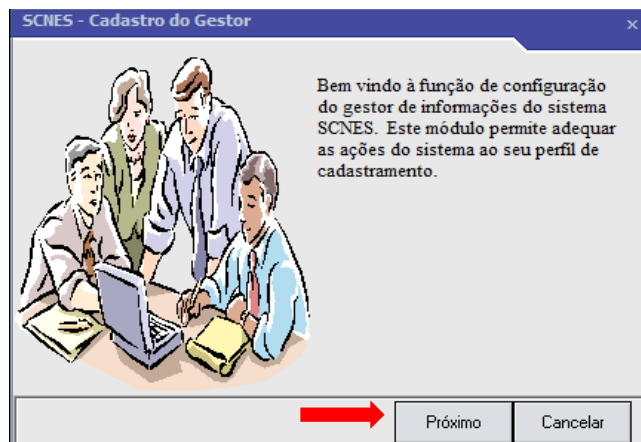 SCNES - Cadastro do Gestor
x
Bem vindo à função de configuração
do gestor de informações do sistema
SCNES. Este módulo permite adequar
as ações do sistema ao seu perfil de
cadastramento.
Próximo
Cancelar